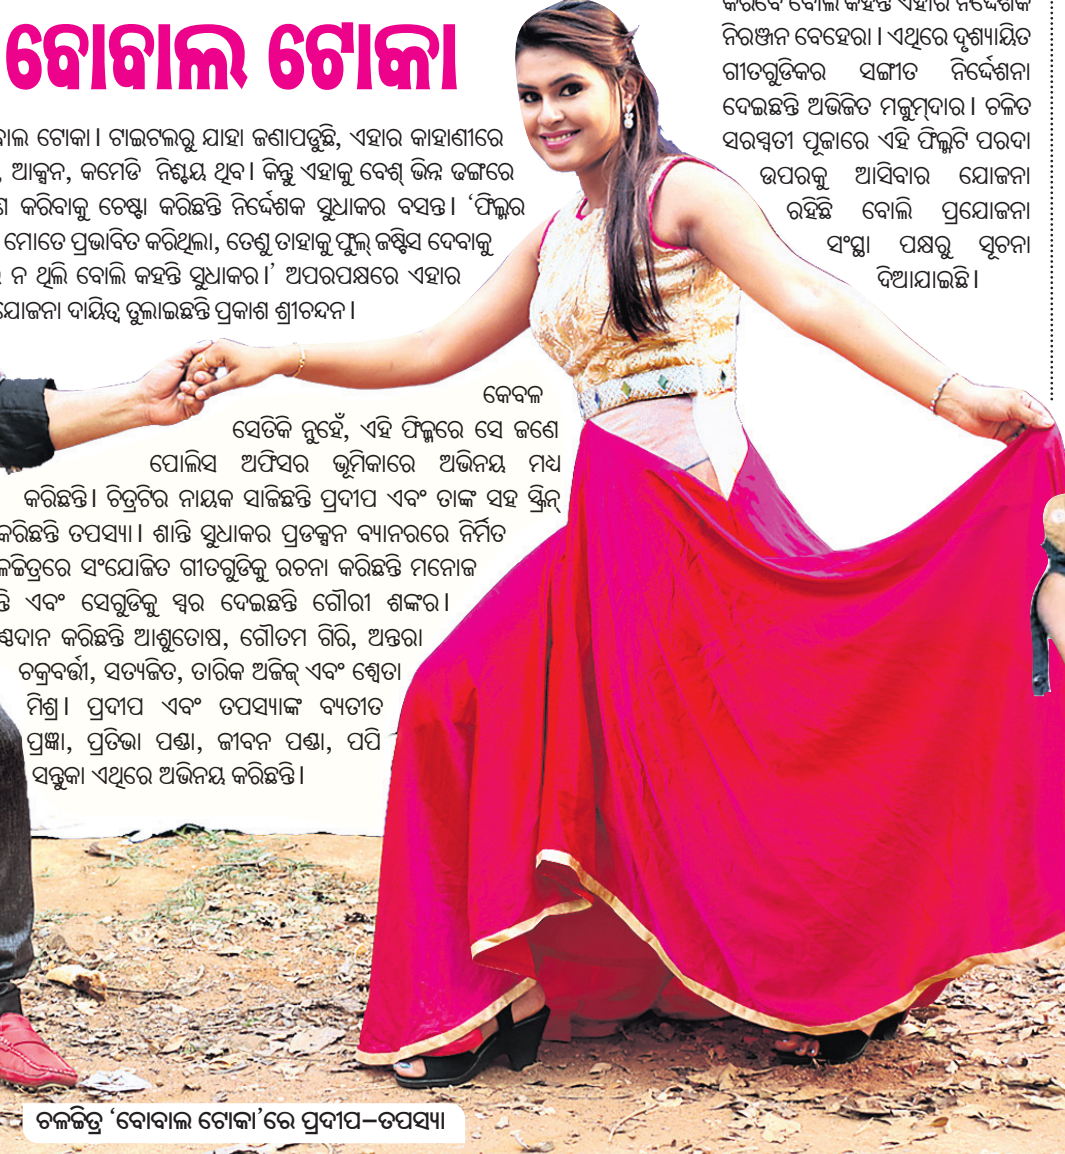 ବୋବାଲ ଟୋକା
ଟୋକା। ଟାଇଟଲରୁ ଯାହା ଜଣାପଡୁଛି, ଏହାର କାହାଣୀରେ
ଆକ୍ସନ, କମେଡି ନିଶ୍ଚୟ ଥିବ। କିନ୍ତୁ ଏହାକୁ ବେଶ୍ ଭିନ୍ନ ଢଙ୍ଗରେ
କରିବାକୁ ଚେଷ୍ଟା କରିଛନ୍ତି ନିର୍ଦ୍ଦେଶକ ସୁଧାକର ବସନ୍ତ। ‘ଫିଲ୍ମର
ମୋତେ ପ୍ରଭାବିତ କରିଥିଲା, ତେଣୁ ତାହାକୁ ଫୁଲ୍ ଜଷ୍ଟିସ ଦେବାକୁ
ନ ଥିଲି ବୋଲି କହନ୍ତି ସୁଧାକର।’ ଅପରପକ୍ଷରେ ଏହାର
ଦାୟିତ୍ୱ ତୁଲାଇଛନ୍ତି ପ୍ରକାଶ ଶ୍ରୀଚନ୍ଦନ।
କେବଳ
ସେତିକି ନୁହେଁ, ଏହି ଫିଲ୍ମରେ ସେ ଜଣେ
ପୋଲିସ ଅଫିସର ଭୂମିକାରେ ଅଭିନୟ ମଧ୍ୟ
କରିଛନ୍ତି। ଚିତ୍ରଟିର ନାୟକ ସାଜିଛନ୍ତି ପ୍ରଦୀପ ଏବଂ ତାଙ୍କ ସହ ସ୍କ୍ରିନ୍
କରିଛନ୍ତି ତପସ୍ୟା। ଶାନ୍ତି ସୁଧାକର ପ୍ରଡକ୍ସନ ବ୍ୟାନରରେ ନିର୍ମିତ
ସଂଯୋଜିତ ଗୀତଗୁଡିକୁ ରଚନା କରିଛନ୍ତି ମନୋଜ
ଏବଂ ସେଗୁଡିକୁ ସ୍ୱର ଦେଇଛନ୍ତି ଗୌରୀ ଶଙ୍କର।
କରିଛନ୍ତି ଆଶୁତୋଷ, ଗୌତମ ଗିରି, ଅନ୍ତରା
ଚକ୍ରବର୍ତ୍ତୀ, ସତ୍ୟଜିତ, ତାରିକ ଅଜିଜ୍ ଏବଂ ଶ୍ୱେତା
ମିଶ୍ର। ପ୍ରଦୀପ ଏବଂ ତପସ୍ୟାଙ୍କ ବ୍ୟତୀତ
ପ୍ରଜ୍ଞା, ପ୍ରତିଭା ପଣ୍ଡା, ଜୀବନ ପଣ୍ଡା, ପପି
ସନ୍ତୁକା ଏଥିରେ ଅଭିନୟ କରିଛନ୍ତି।
କରିବେ ବୋଲି କହନ୍ତି ଏହାର ନିର୍ଦ୍ଦେଶକ
ନିରଞ୍ଜନ ବେହେରା। ଏଥିରେ ଦୃଶ୍ୟାୟିତ
ଗୀତଗୁଡିକର ସଙ୍ଗୀତ ନିର୍ଦ୍ଦେଶନା
ଦେଇଛନ୍ତି ଅଭିଜିତ ମଜୁମ୍‌ଦାର। ଚଳିତ
ସରସ୍ୱତୀ ପୂଜାରେ ଏହି ଫିଲ୍ମଟି ପରଦା
ଉପରକୁ ଆସିବାର ଯୋଜନା
ରହିଛି ବୋଲି ପ୍ରଯୋଜନା
ସଂସ୍ଥା ପକ୍ଷରୁ ସୂଚନା
ଦିଆଯାଇଛି।
ଚଳଚ୍ଚିତ୍ର ‘ବୋବାଲ ଟୋକା’ରେ ପ୍ରଦୀପ–ତପସ୍ୟା